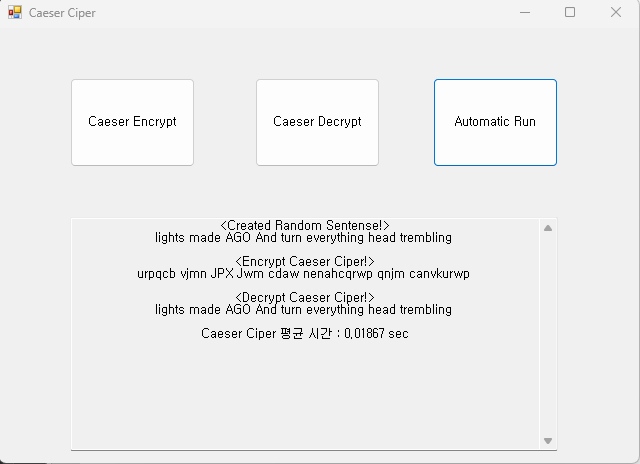 Caeser Ciper
Caeser Encrypt
Caeser Decrypt
Automatic Run
<Created Random Sentense!>
lights made AGO And turn everything head trembling
<Encrypt Caeser Ciper!>
urpqcb vjmn JPX Jwm cdaw nenahcqrwp qnjm canvkurwp
<Decrypt Caeser Ciper!>
lights made AGO And turn everything head trembling
Caeser Ciper 평균 시간 : 0,01867 sec